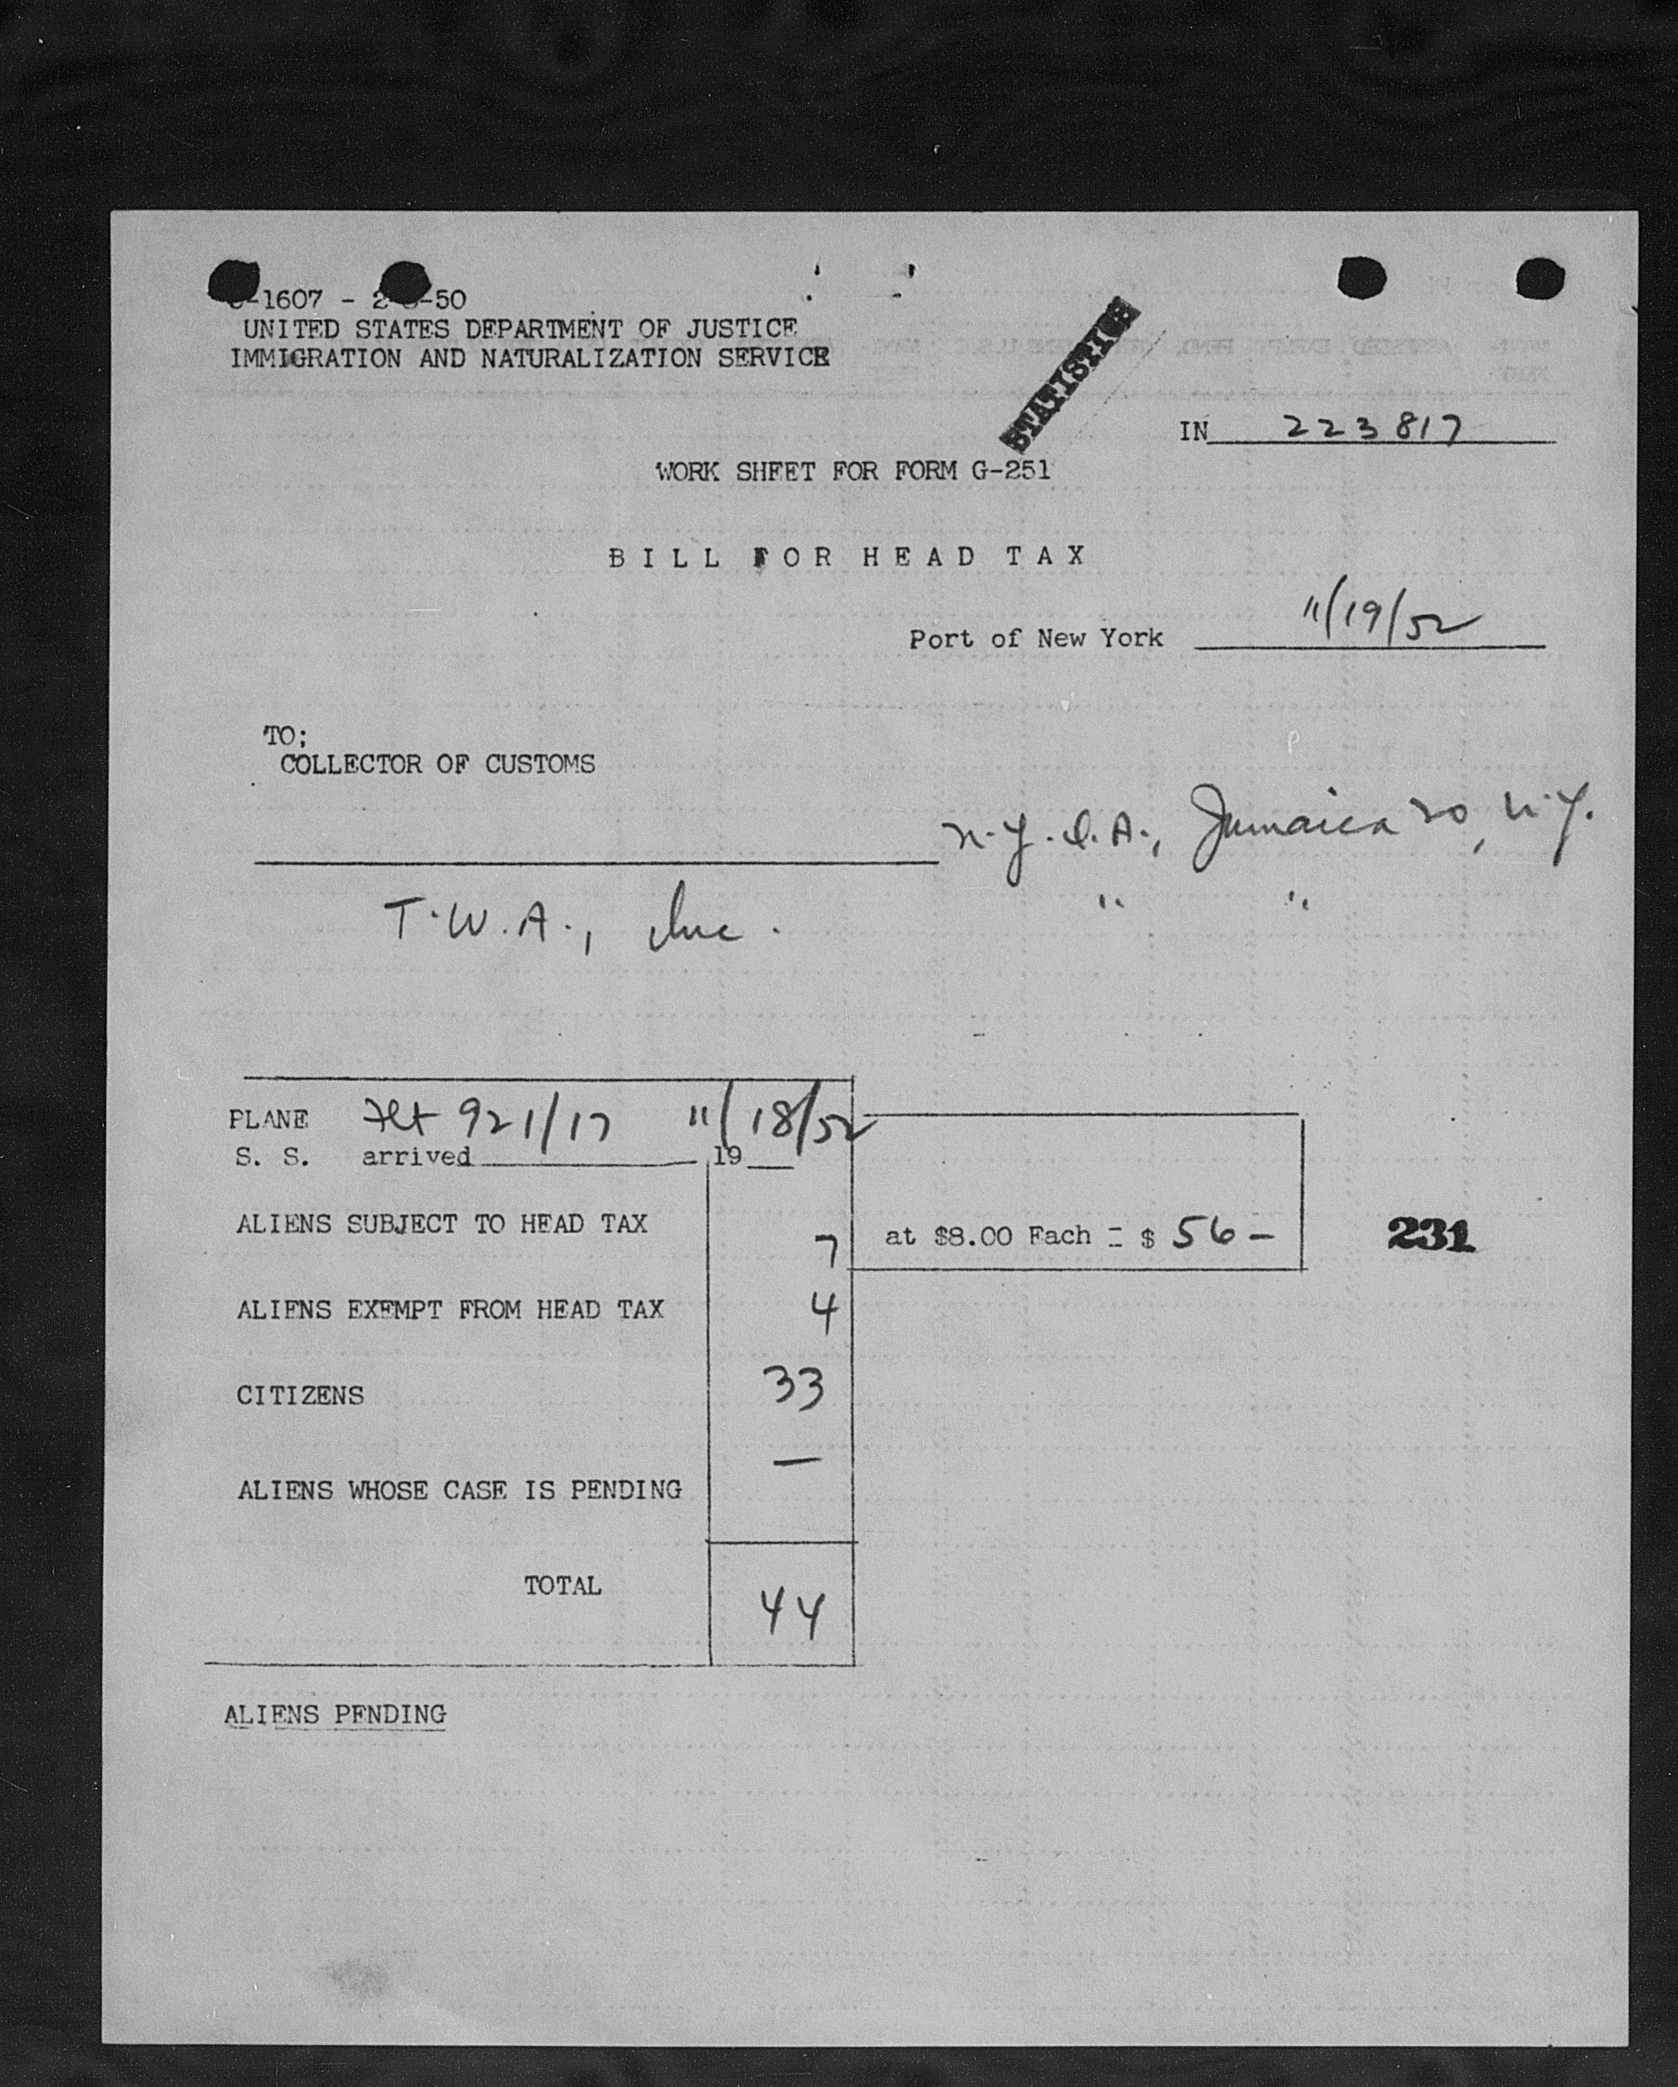 -1607 - 2- -50
UNITED STATES DEPARTMENT OF JUSTICE
IMMIGRATION AND NATURALIZATION SERVICE
STATISTICS
IN 223817
WORK SHEET FOR FORM G-251
BILL FOR HEAD TAX
Port of New York 11/19/52
TO;
COLLECTOR OF CUSTOMS
N.Y.I.A., Jamaica 20, N.Y.
T.W.A., Inc. " "
PLANE Flt 921/17 11/18/52
S. S. arrived 19
ALIENS SUBJECT TO HEAD TAX 7 at $8.00 Each = $ 56 - 231
ALIENS EXEMPT FROM HEAD TAX 4
CITIZENS 33
ALIENS WHOSE CASE IS PENDING —
TOTAL 44
ALIENS PENDING